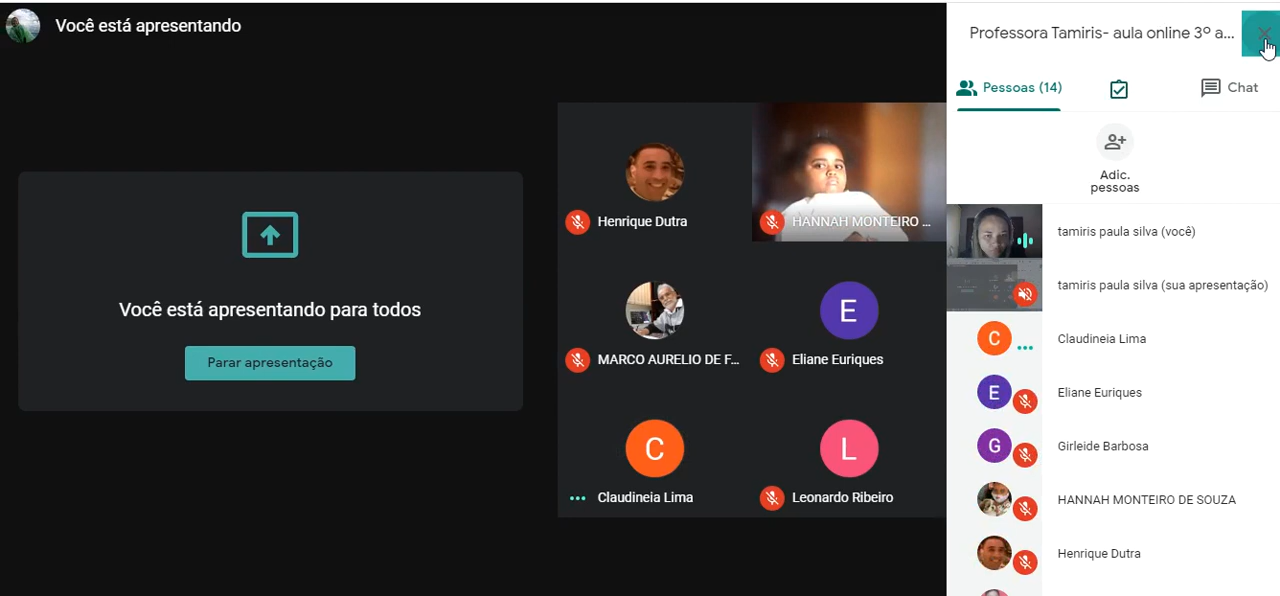 Você está apresentando
Você está apresentando para todos
Parar apresentação
Henrique Dutra
HANNAH MONTEIRO ...
MARCO AURELIO DE F...
E
Eliane Euriques
C
Claudineia Lima
L
Leonardo Ribeiro
Professora Tamiris- aula online 3º a...
Pessoas (14)
Chat
Adic.
pessoas
tamiris paula silva (você)
tamiris paula silva (sua apresentação)
C
Claudineia Lima
E
Eliane Euriques
G
Girleide Barbosa
HANNAH MONTEIRO DE SOUZA
Henrique Dutra